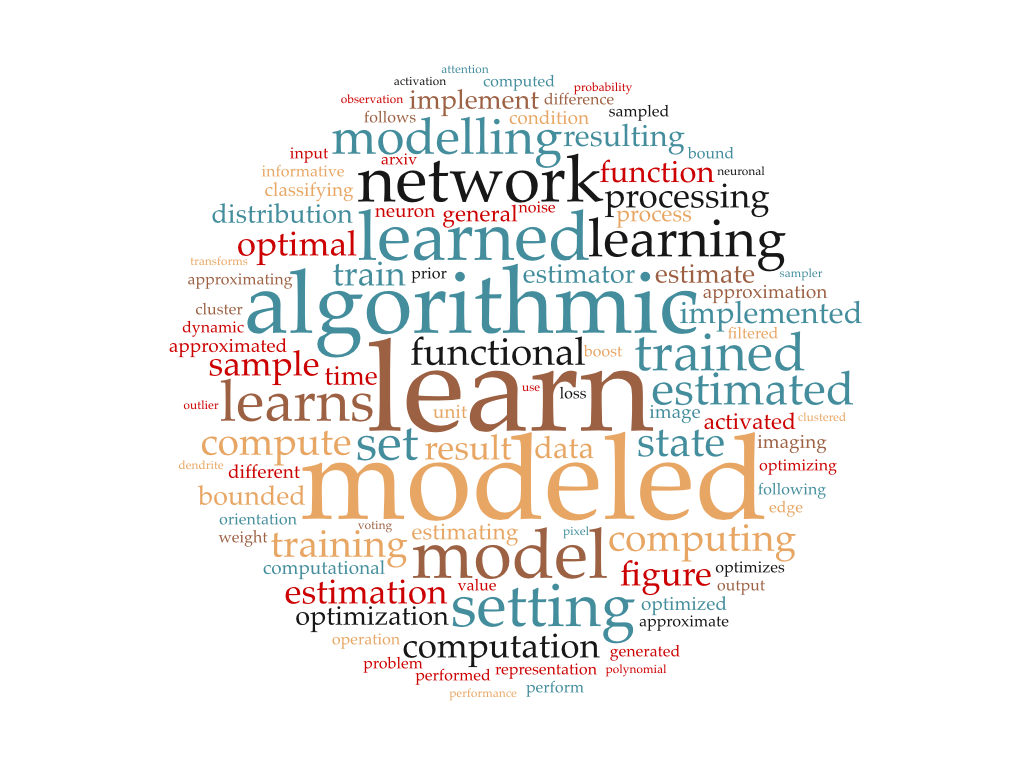 attention
activation computed
probability
observation implement difference
follows condition sampled
modelling resulting
input arxiv bound
informative network function neuronal
classifying processing
distribution neuron general noise process
optimal learned learning
transforms train prior estimator estimate sampler
approximating algorithmic approximation
cluster implemented
dynamic filtered
approximated functional boost trained
sample time learn use loss estimated
outlier learns unit image activated clustered
compute set result data state imaging
dendrite different modeled optimizing
bounded following
orientation voting edge
weight training estimating pixel computing
computational model figure optimizes
estimation value output
optimization setting optimized
approximate
operation computation generated
problem performed representation polynomial
performance perform